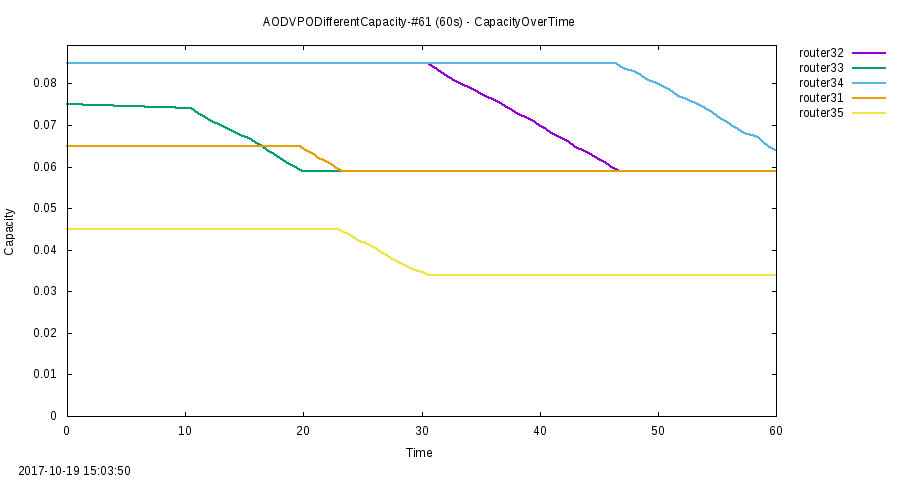 AODVPODifferentCapacity-#61 (60s) - CapacityOverTime
router32
router33
router34
router31
router35
0.08
0.07
0.06
0.05
0.04
0.03
0.02
0.01
0
Capacity
0 10 20 30 40 50 60
Time
2017-10-19 15:03:50